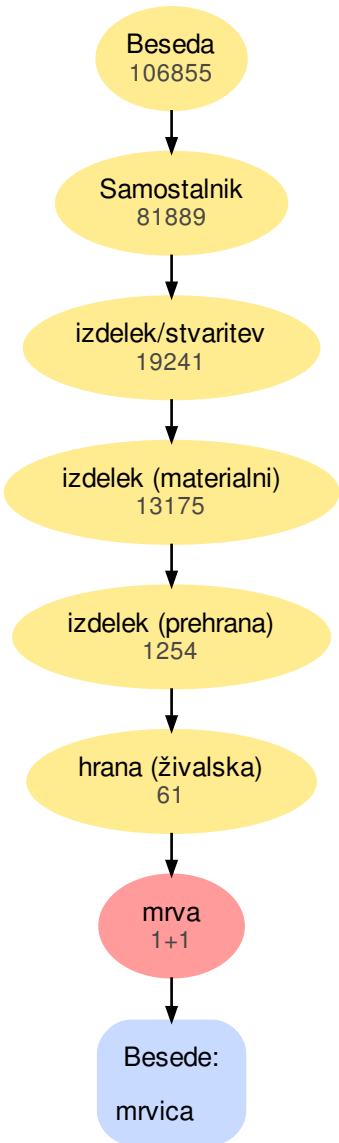 Beseda
106855
Samostalnik
81889
izdelek/stvaritev
19241
izdelek (materialni)
13175
izdelek (prehrana)
1254
hrana (živalska)
61
mrva
1+1
Besede:
mrvica